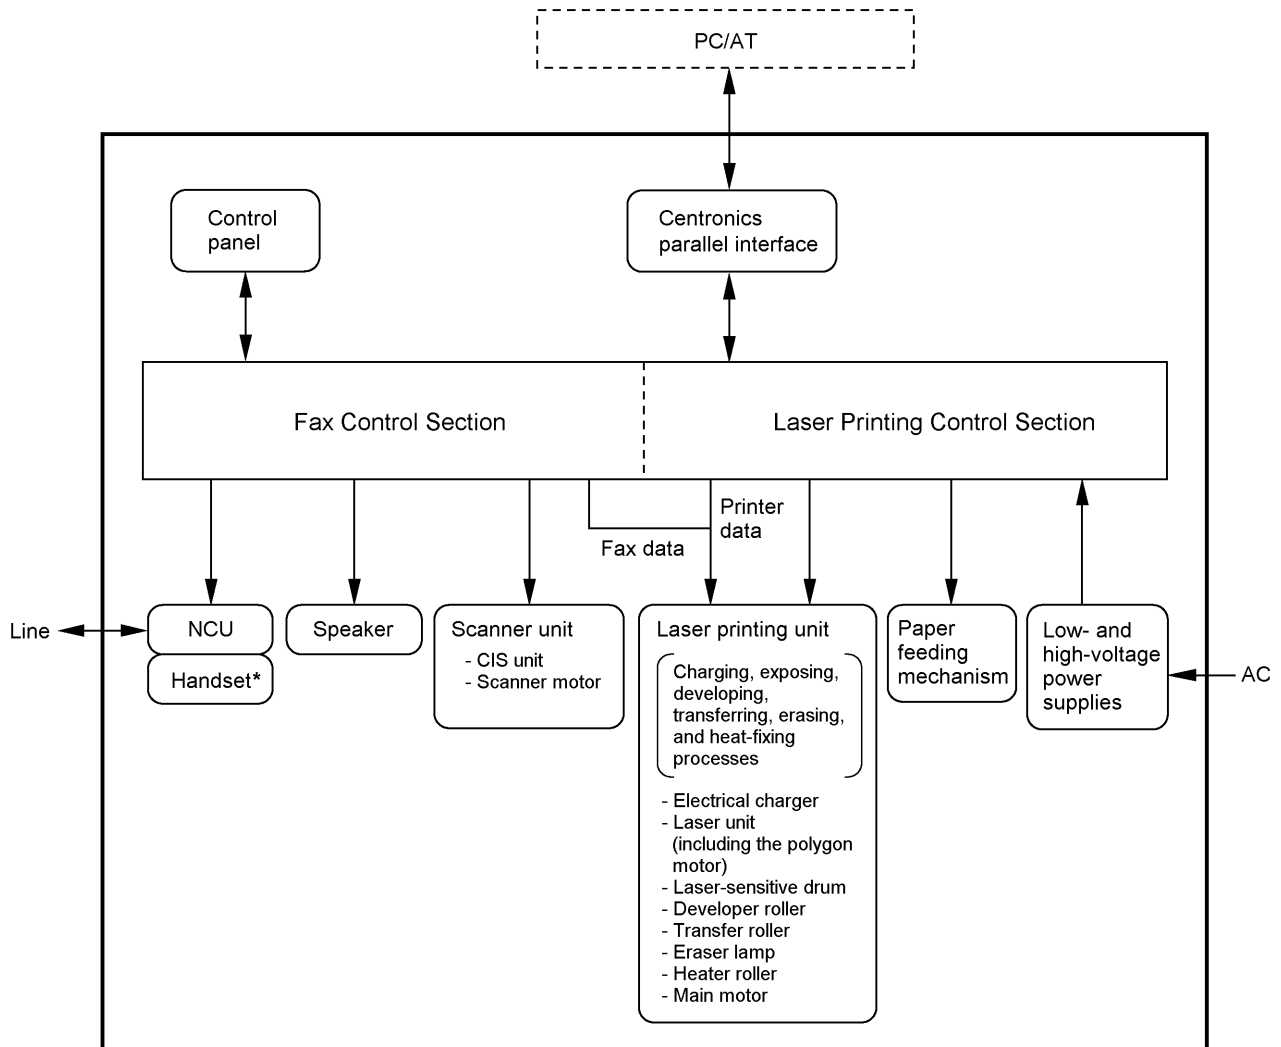 PC/AT
Control
panel
Centronics
parallel interface
Fax Control Section
Laser Printing Control Section
Printer
data
Fax data
Line
NCU
Handset*
Speaker
Scanner unit
- CIS unit
- Scanner motor
Laser printing unit
Charging, exposing,
developing,
transferring, erasing,
and heat-fixing
processes
- Electrical charger
- Laser unit
(including the polygon
motor)
- Laser-sensitive drum
- Developer roller
- Transfer roller
- Eraser lamp
- Heater roller
- Main motor
Paper
feeding
mechanism
Low- and
high-voltage
power
supplies
AC